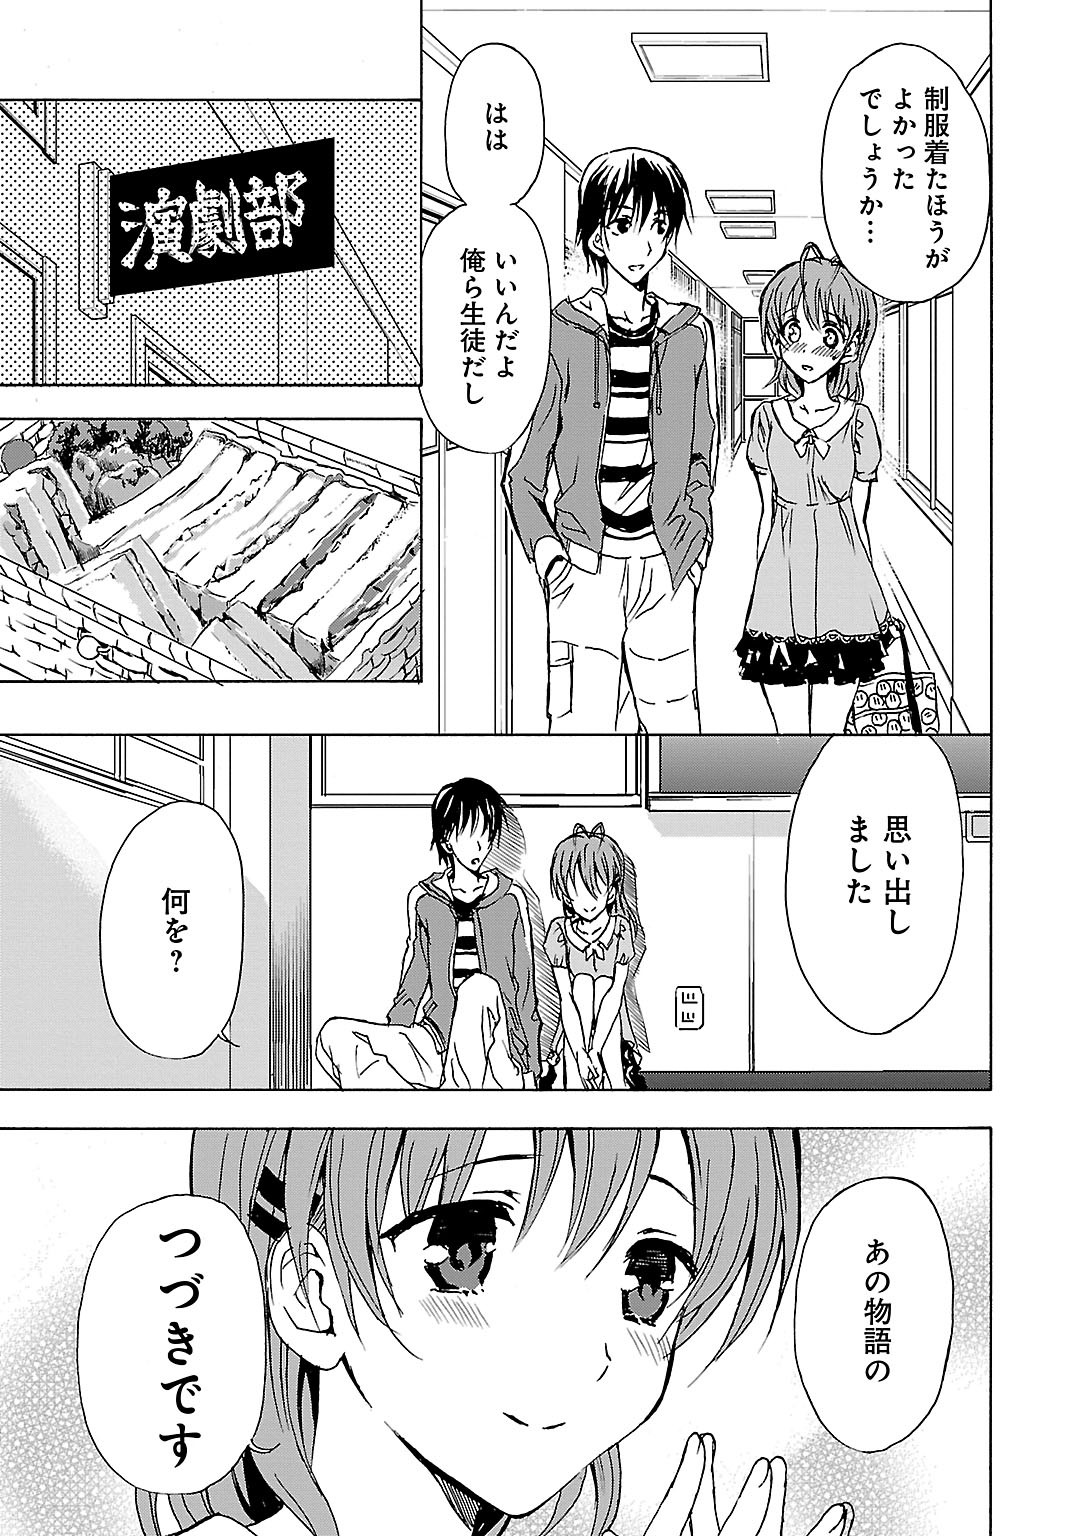 制服着たほうが
よかった
でしょうか…
はは
いいんだよ
俺ら生徒だし
演劇部
思い出し
ました
何を？
あの物語の
つづきです